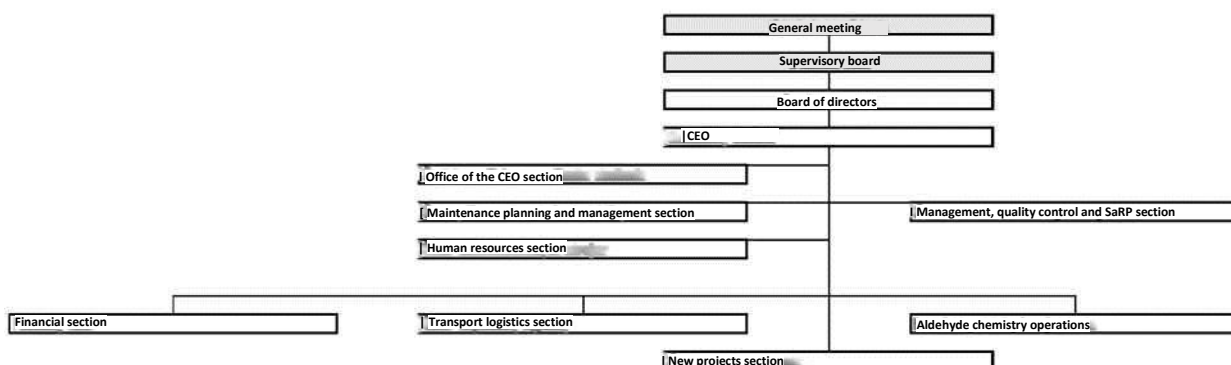 General meeting
Supervisory board
Board of directors
CEO
Office of the CEO section
Maintenance planning and management section
Management, quality control and SaRP section
Human resources section
Financial section
Transport logistics section
Aldehyde chemistry operations
New projects section